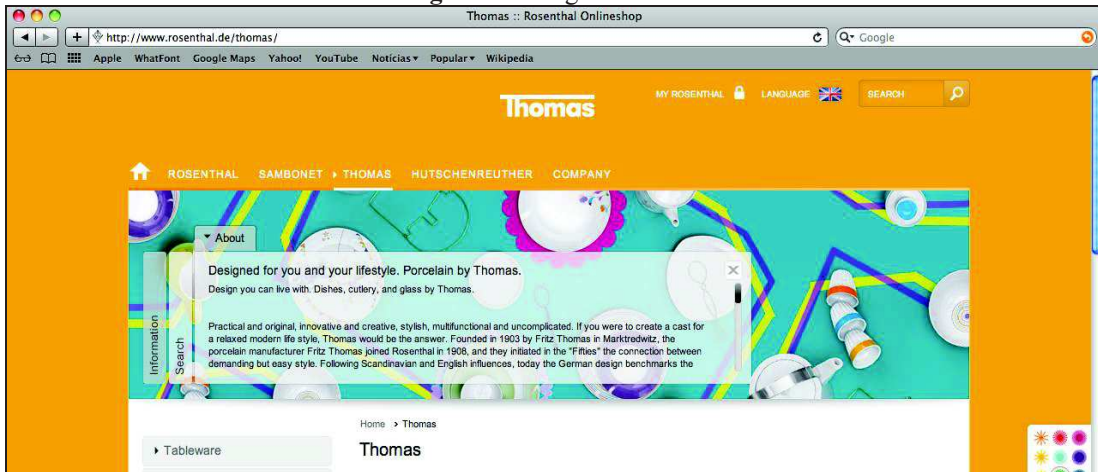 Thomas :: Rosenthal Onlineshop
http://www.rosenthal.de/thomas/
Google
Apple WhatFont Google Maps Yahoo! YouTube Noticias Popular Wikipedia
Thomas
MY ROSENTHAL LANGUAGE SEARCH
ROSENTHAL SAMBONET THOMAS HUTSCHENREUTHER COMPANY
About
Information
Search
Designed for you and your lifestyle. Porcelain by Thomas.
Design you can live with. Dishes, cutlery, and glass by Thomas.
Practical and original, innovative and creative, stylish, multifunctional and uncomplicated. If you were to create a cast for
a relaxed modern life style, Thomas would be the answer. Founded in 1903 by Fritz Thomas in Marktredwitz, the
porcelain manufacturer Fritz Thomas joined Rosenthal in 1908, and they initiated in the "Fifties" the connection between
demanding but easy style. Following Scandinavian and English influences, today the German design benchmarks the
Home > Thomas
Tableware
Thomas